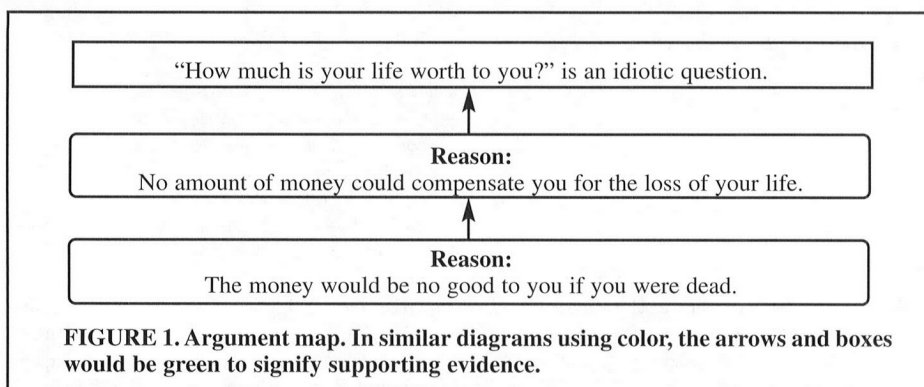 “How much is your life worth to you?” is an idiotic question.
Reason:
No amount of money could compensate you for the loss of your life.
Reason:
The money would be no good to you if you were dead.
FIGURE 1. Argument map. In similar diagrams using color, the arrows and boxes
would be green to signify supporting evidence.